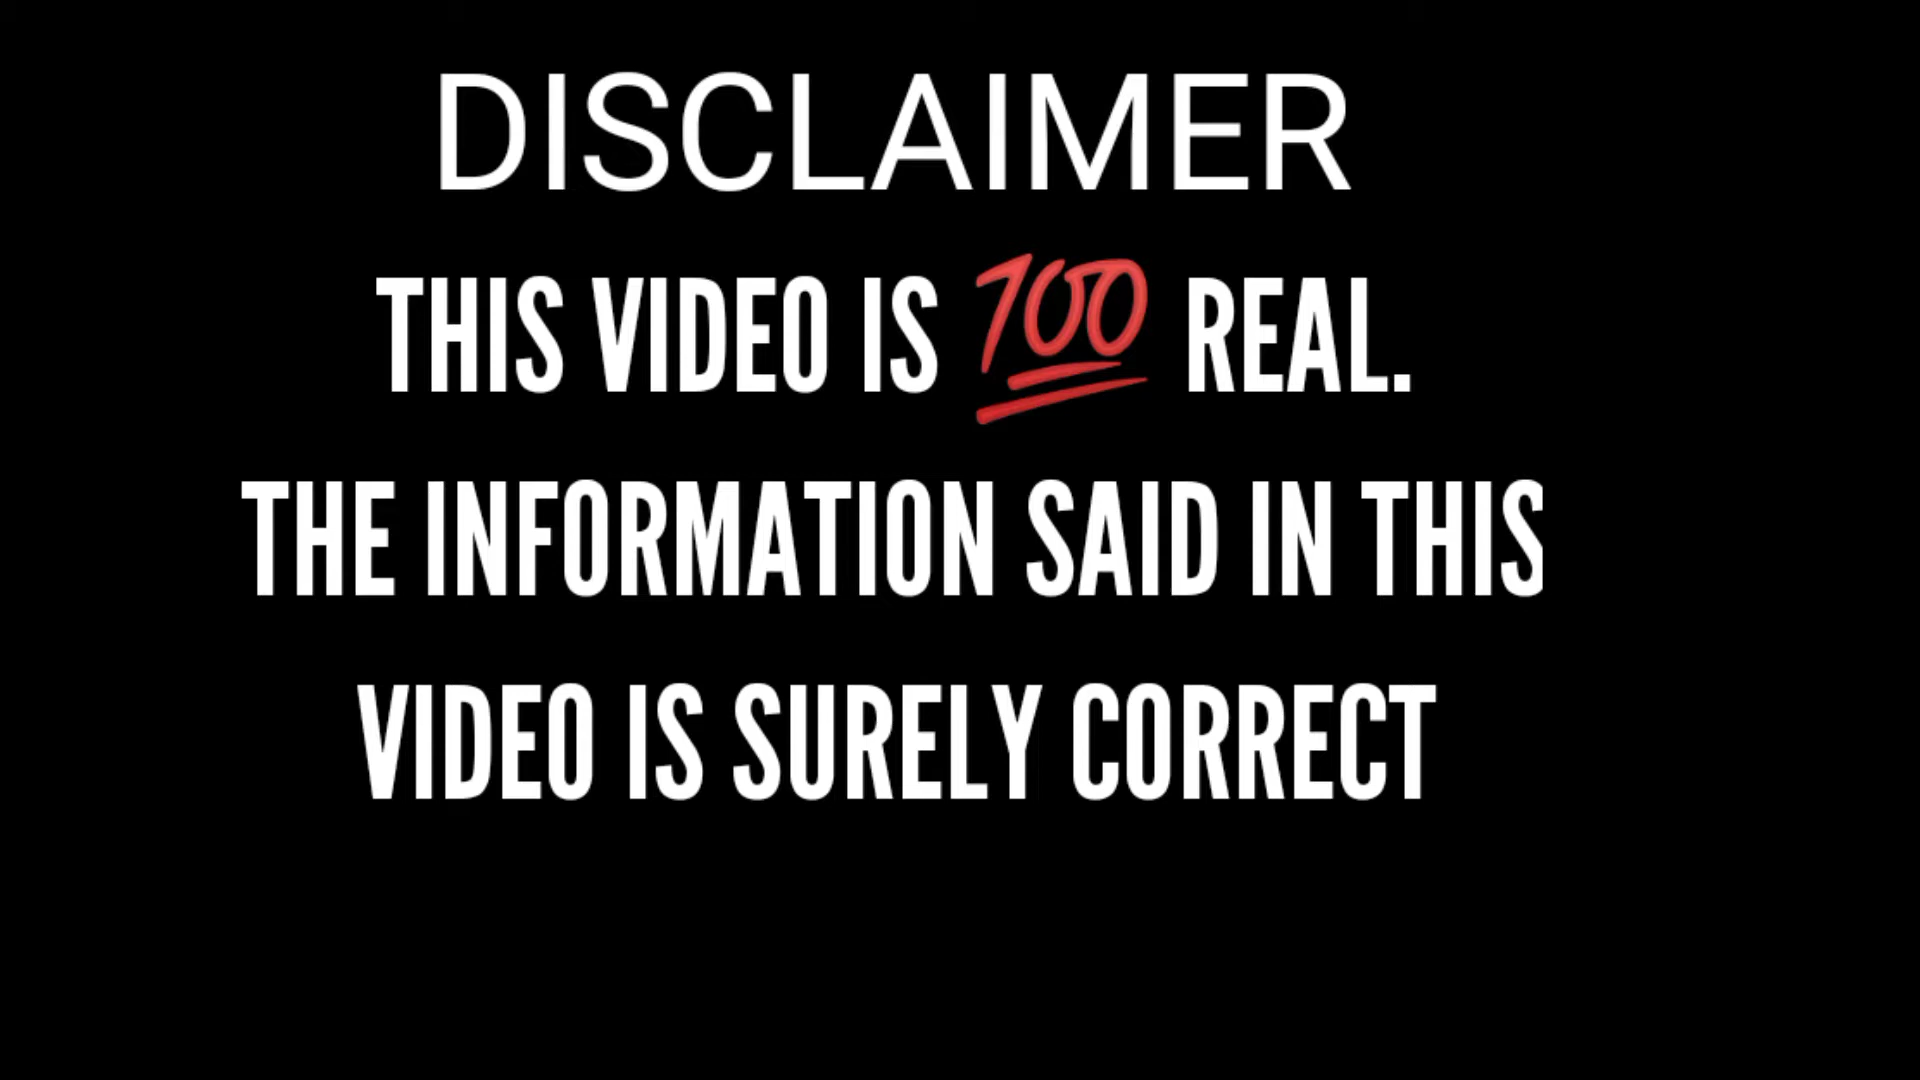 DISCLAIMER
THIS VIDEO IS 💯 REAL.
THE INFORMATION SAID IN THIS
VIDEO IS SURELY CORRECT